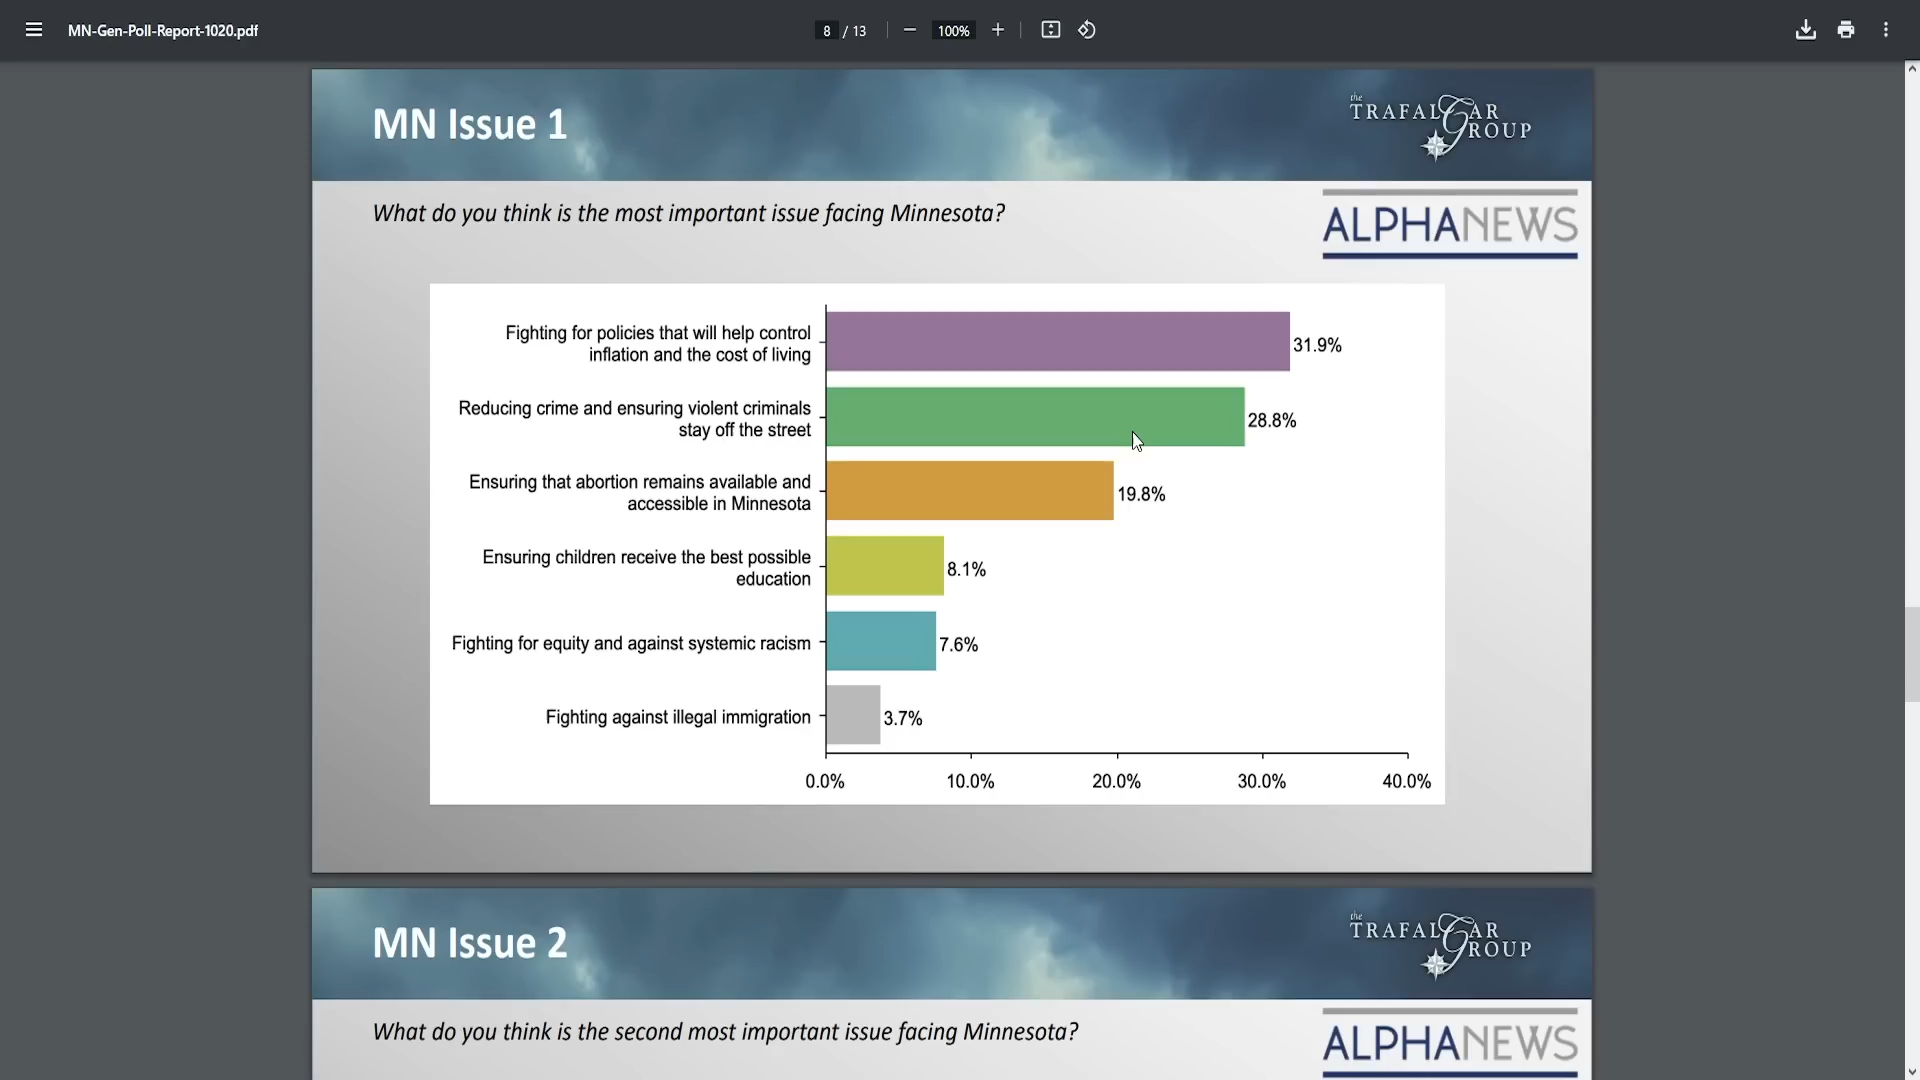 MN-Gen-Poll-Report-1020.pdf
8 / 13
100%
MN Issue 1
the
TRAFALGAR
GROUP
What do you think is the most important issue facing Minnesota?
ALPHANEWS
Fighting for policies that will help control
inflation and the cost of living
31.9%
Reducing crime and ensuring violent criminals
stay off the street
28.8%
Ensuring that abortion remains available and
accessible in Minnesota
19.8%
Ensuring children receive the best possible
education
8.1%
Fighting for equity and against systemic racism
7.6%
Fighting against illegal immigration
3.7%
0.0% 10.0% 20.0% 30.0% 40.0%
MN Issue 2
the
TRAFALGAR
GROUP
What do you think is the second most important issue facing Minnesota?
ALPHANEWS